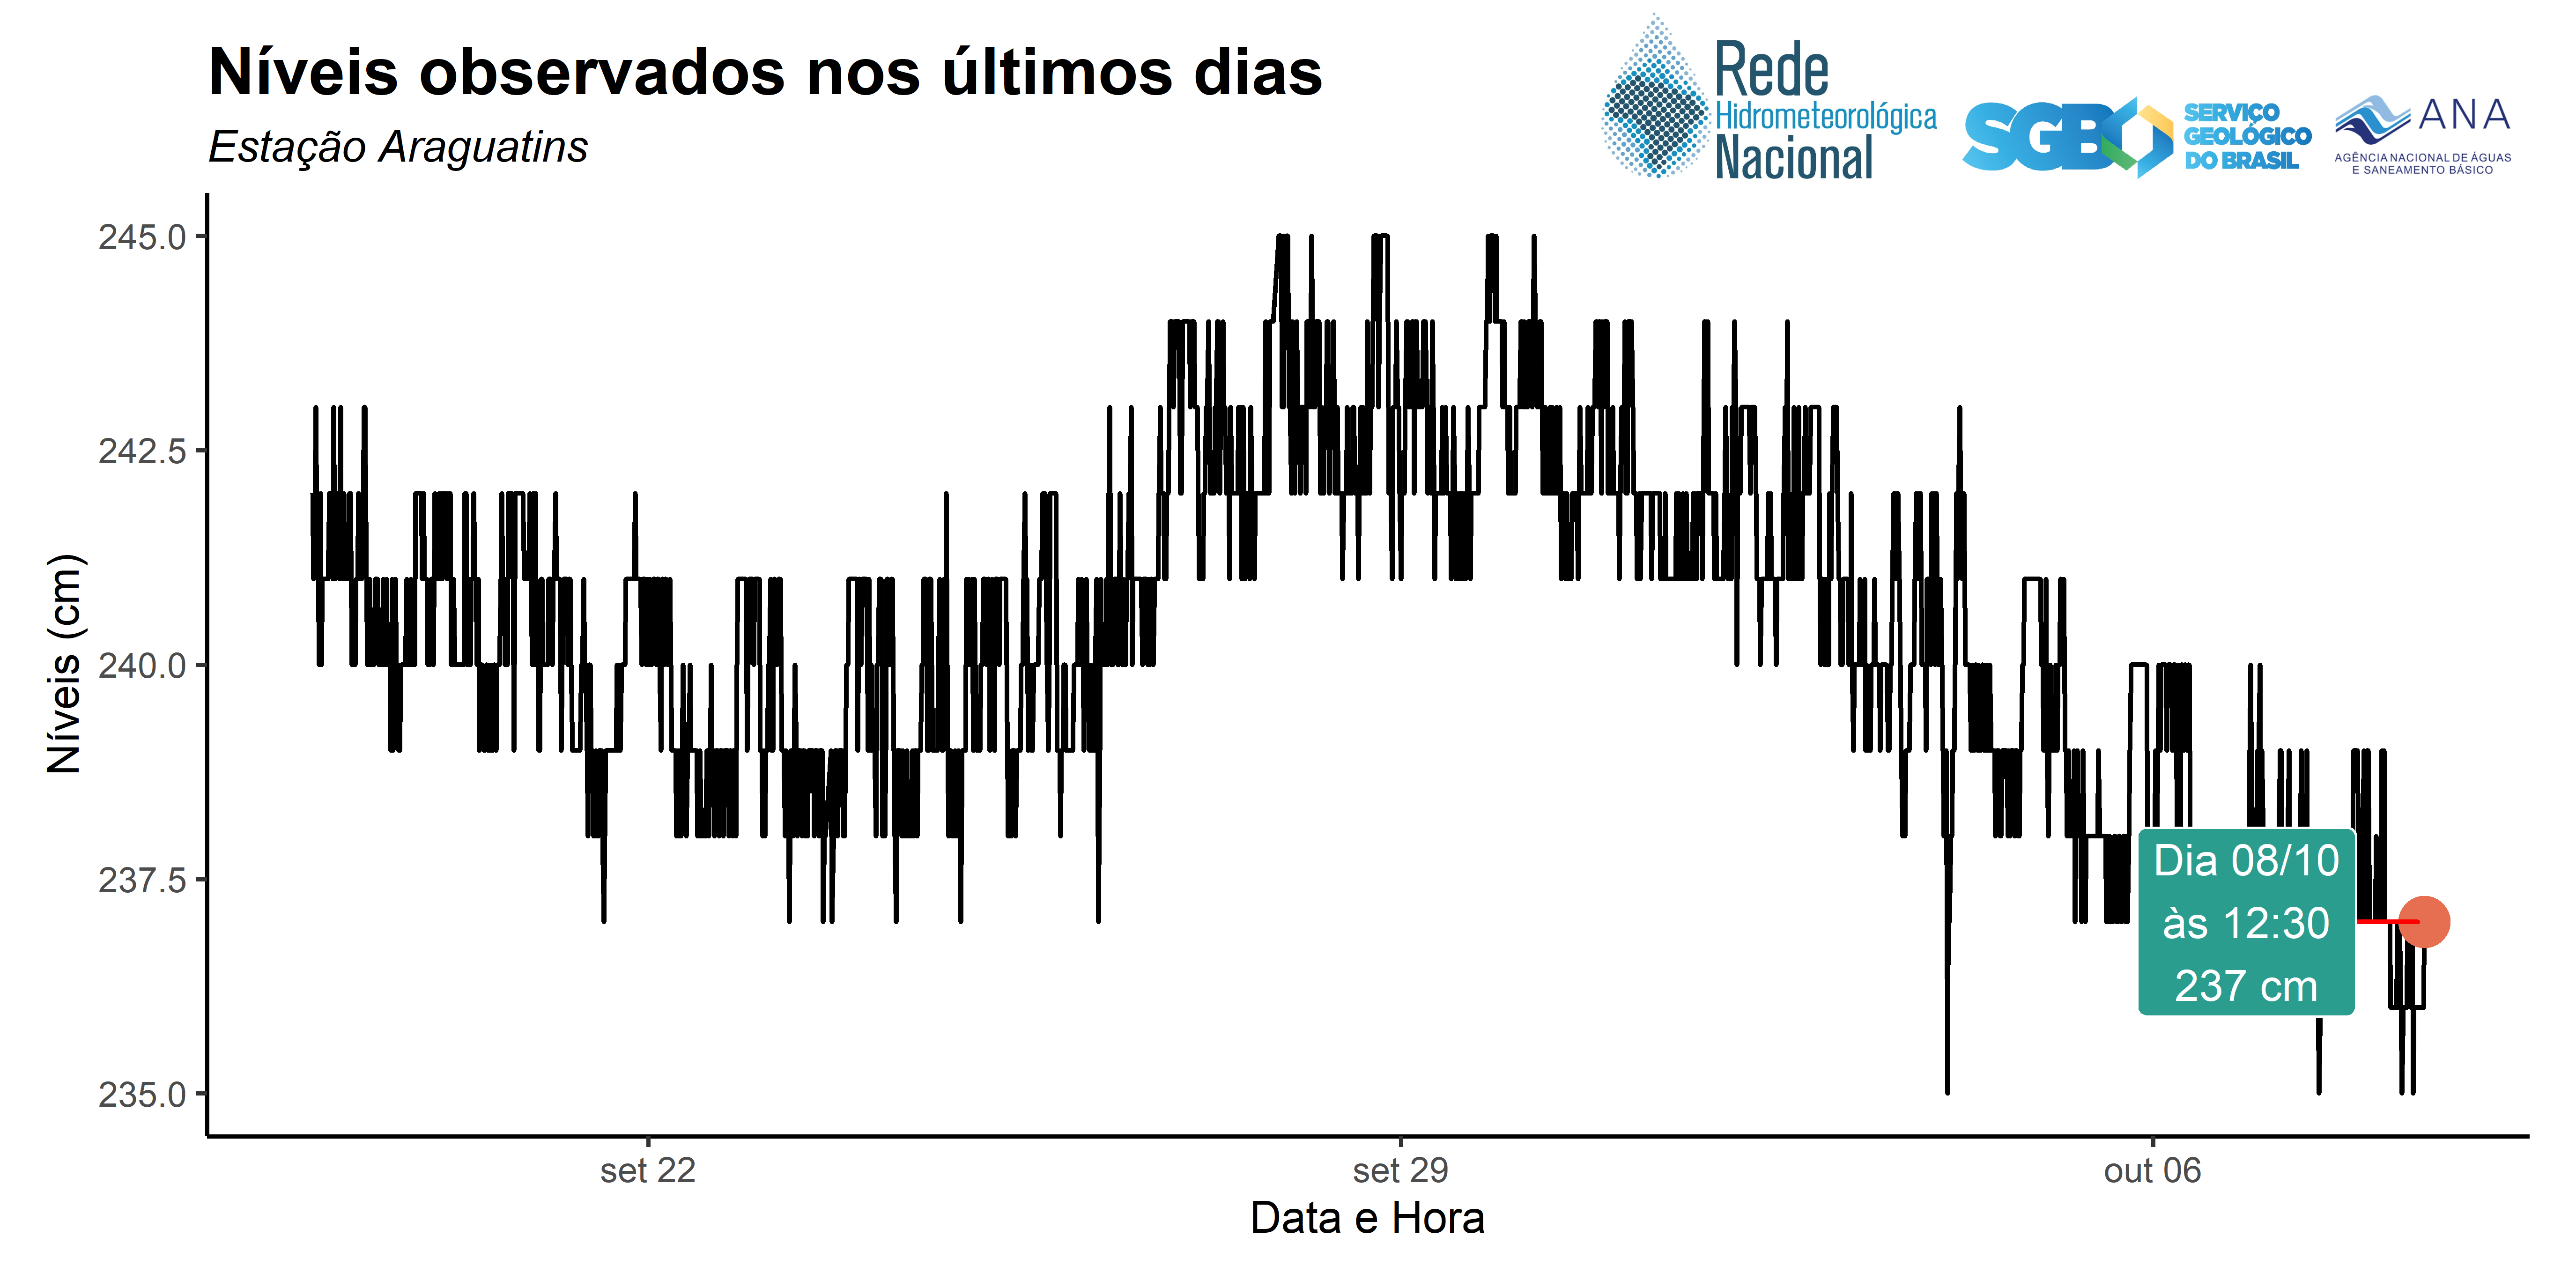 Níveis observados nos últimos dias
Estação Araguatins
Rede
Hidrometeorológica
Nacional
SGB
SERVIÇO
GEOLÓGICO
DO BRASIL
ANA
AGÊNCIA NACIONAL DE ÁGUAS
E SANEAMENTO BÁSICO
245.0
242.5
240.0
237.5
235.0
Níveis (cm)
Dia 08/10
às 12:30
237 cm
set 22
set 29
out 06
Data e Hora